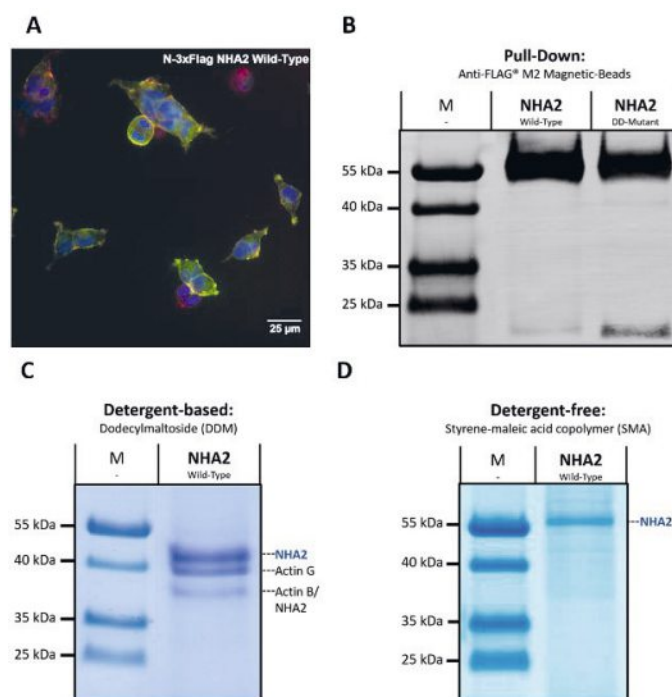 A
N-3xFlag NHA2 Wild-Type
25 µm
B
Pull-Down:
Anti-FLAG® M2 Magnetic-Beads
M
-
NHA2
Wild-Type
NHA2
DD-Mutant
55 kDa
40 kDa
35 kDa
25 kDa
C
Detergent-based:
Dodecylmaltoside (DDM)
M
-
NHA2
Wild-Type
55 kDa
40 kDa
35 kDa
25 kDa
NHA2
Actin G
Actin B/
NHA2
D
Detergent-free:
Styrene-maleic acid copolymer (SMA)
M
-
NHA2
Wild-Type
55 kDa
40 kDa
35 kDa
25 kDa
NHA2